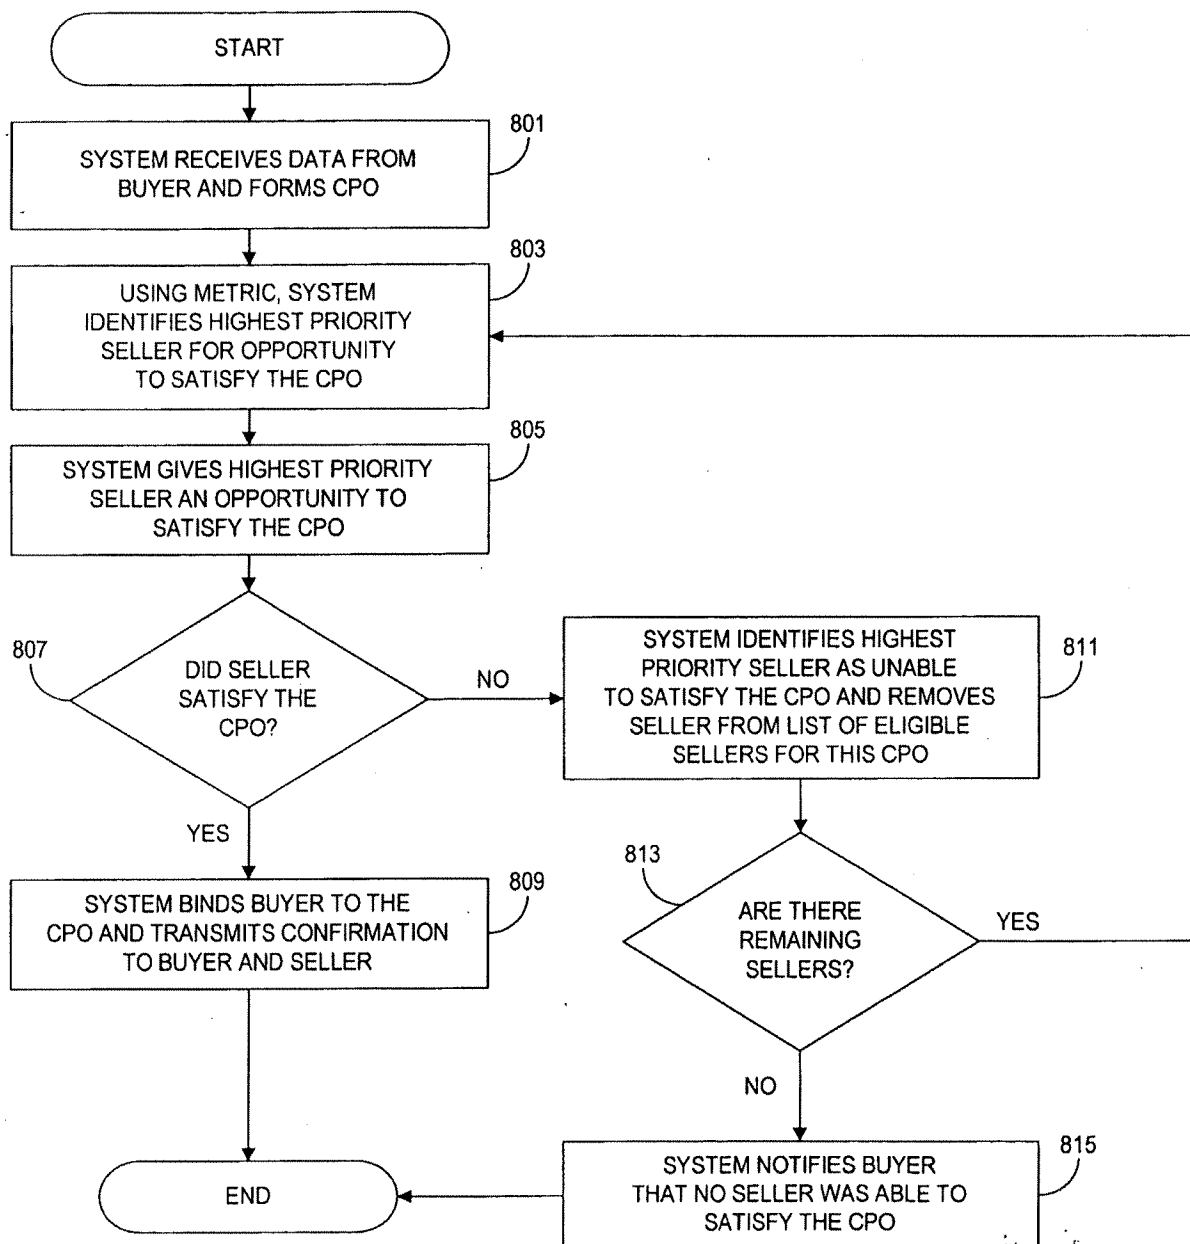 START
801
SYSTEM RECEIVES DATA FROM
BUYER AND FORMS CPO
803
USING METRIC, SYSTEM
IDENTIFIES HIGHEST PRIORITY
SELLER FOR OPPORTUNITY
TO SATISFY THE CPO
805
SYSTEM GIVES HIGHEST PRIORITY
SELLER AN OPPORTUNITY TO
SATISFY THE CPO
807
DID SELLER
SATISFY THE
CPO?
NO
811
SYSTEM IDENTIFIES HIGHEST
PRIORITY SELLER AS UNABLE
TO SATISFY THE CPO AND REMOVES
SELLER FROM LIST OF ELIGIBLE
SELLERS FOR THIS CPO
YES
809
SYSTEM BINDS BUYER TO THE
CPO AND TRANSMITS CONFIRMATION
TO BUYER AND SELLER
813
ARE THERE
REMAINING
SELLERS?
YES
NO
815
SYSTEM NOTIFIES BUYER
THAT NO SELLER WAS ABLE TO
SATISFY THE CPO
END